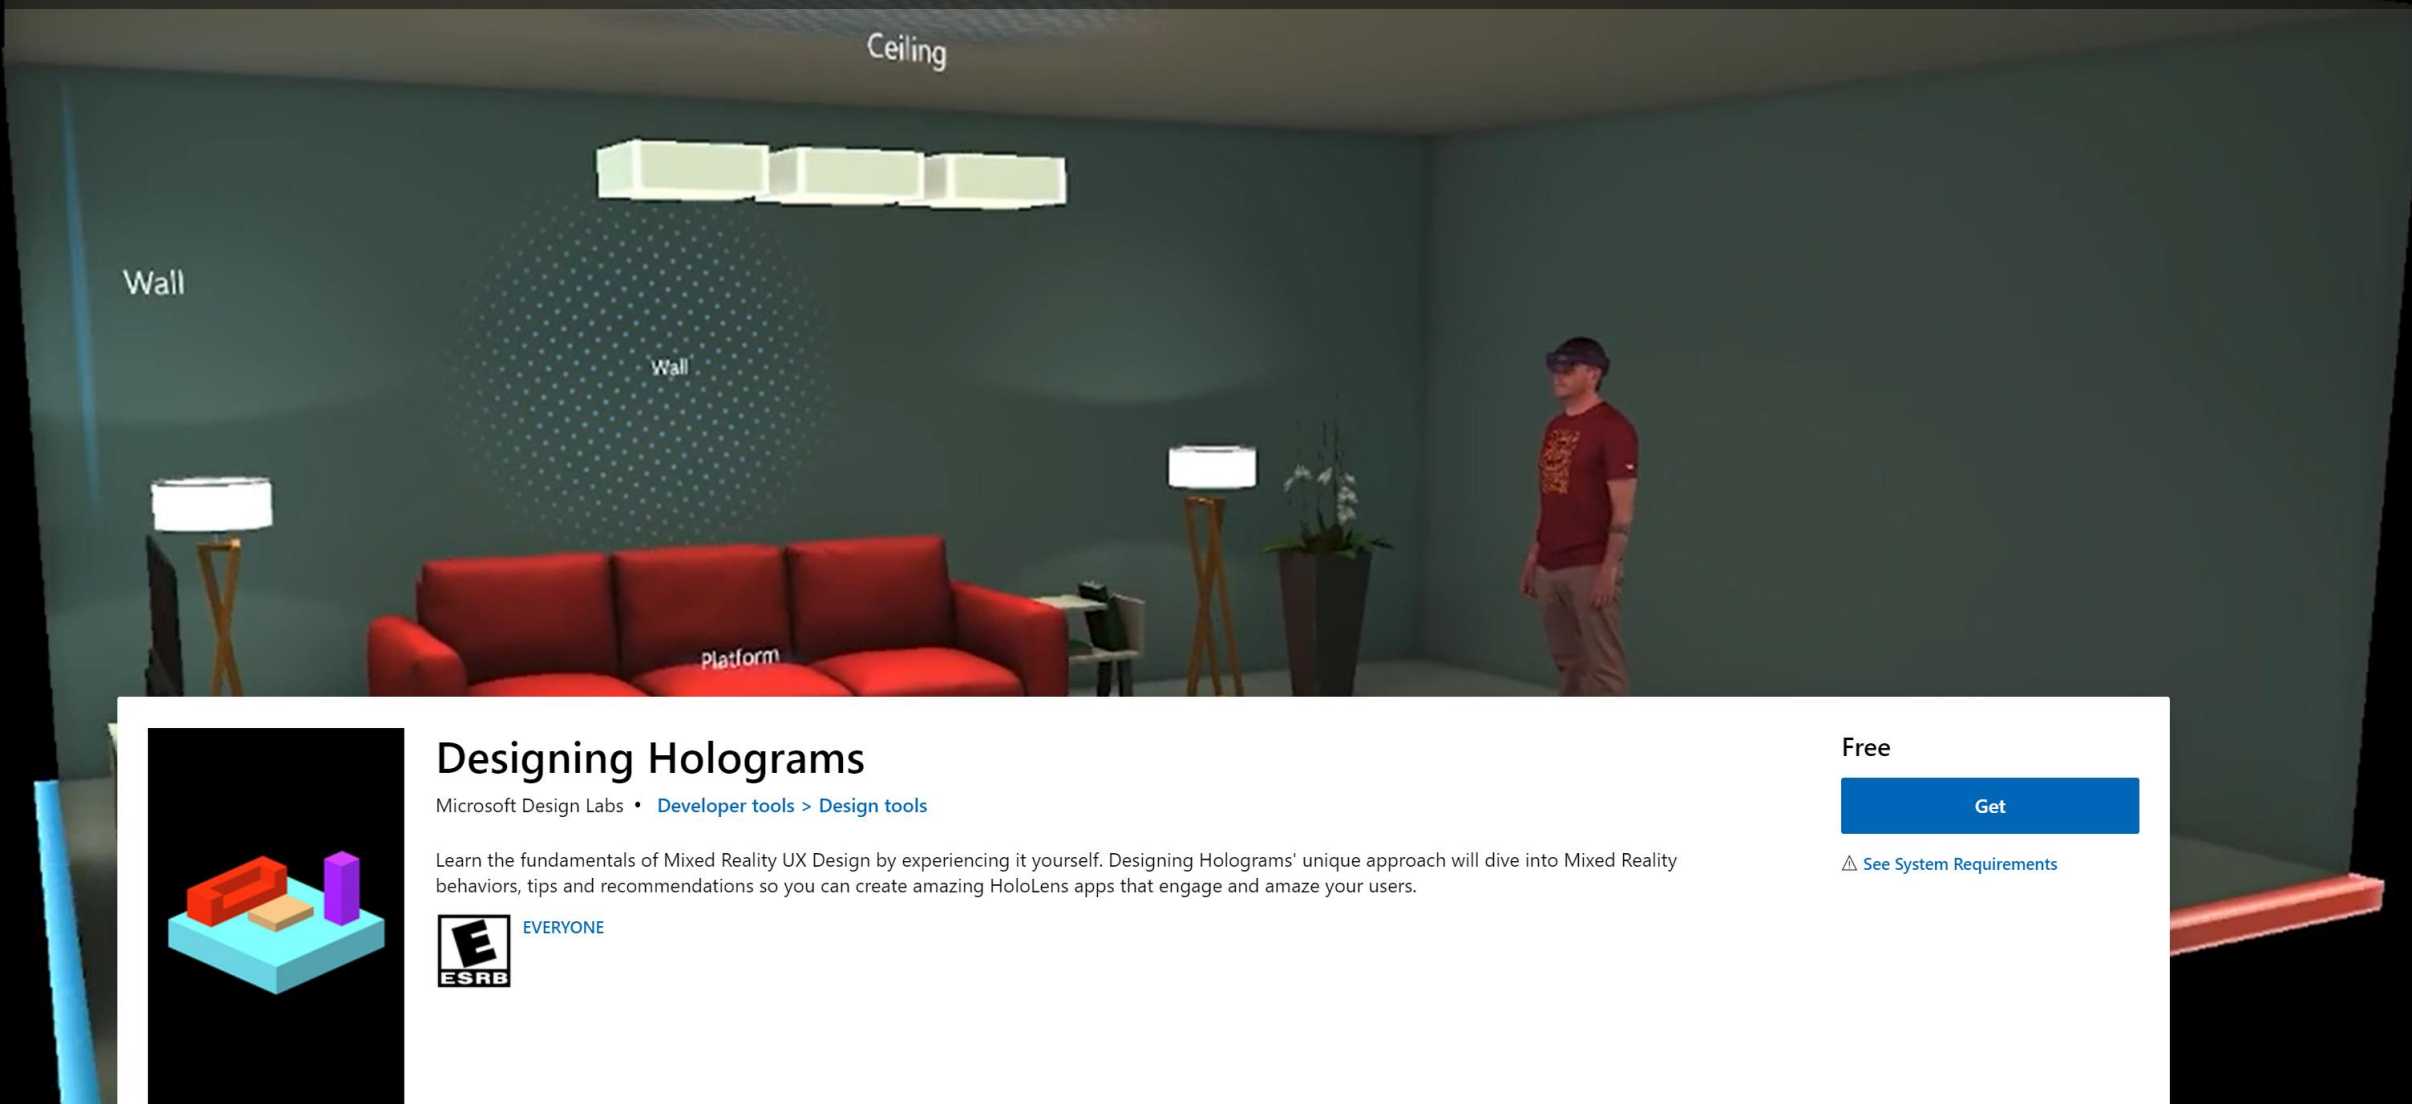 Ceiling
Wall
Wall
Platform
Designing Holograms
Microsoft Design Labs • Developer tools > Design tools
Learn the fundamentals of Mixed Reality UX Design by experiencing it yourself. Designing Holograms' unique approach will dive into Mixed Reality
behaviors, tips and recommendations so you can create amazing HoloLens apps that engage and amaze your users.
E
ESRB
EVERYONE
Free
Get
See System Requirements